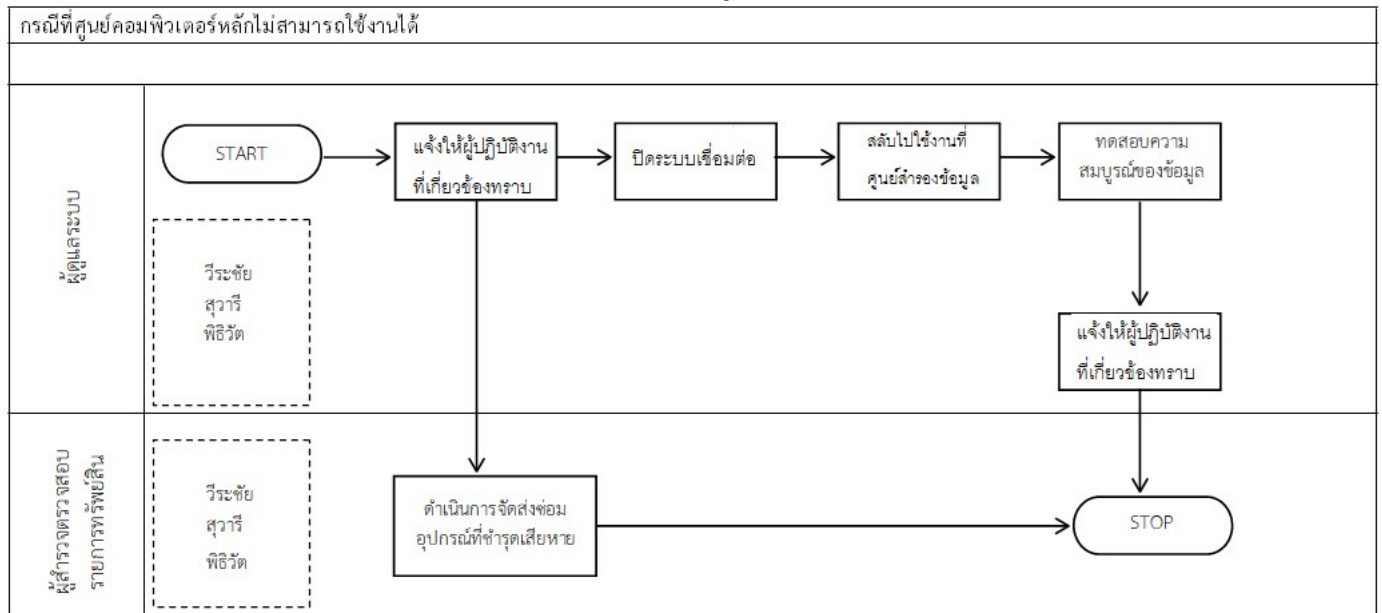 กรณีที่ศูนย์คอมพิวเตอร์หลักไม่สามารถใช้งานได้
ผู้ดูแลระบบ
START
แจ้งให้ผู้ปฏิบัติงาน
ที่เกี่ยวข้องทราบ
ปิดระบบเชื่อมต่อ
สลับไปใช้งานที่
ศูนย์สำรองข้อมูล
ทดสอบความ
สมบูรณ์ของข้อมูล
วีระชัย
สุวารี
พิธิวัต
แจ้งให้ผู้ปฏิบัติงาน
ที่เกี่ยวข้องทราบ
ผู้สำรวจตรวจสอบ
รายการทรัพย์สิน
วีระชัย
สุวารี
พิธิวัต
ดำเนินการจัดส่งซ่อม
อุปกรณ์ที่ชำรุดเสียหาย
STOP